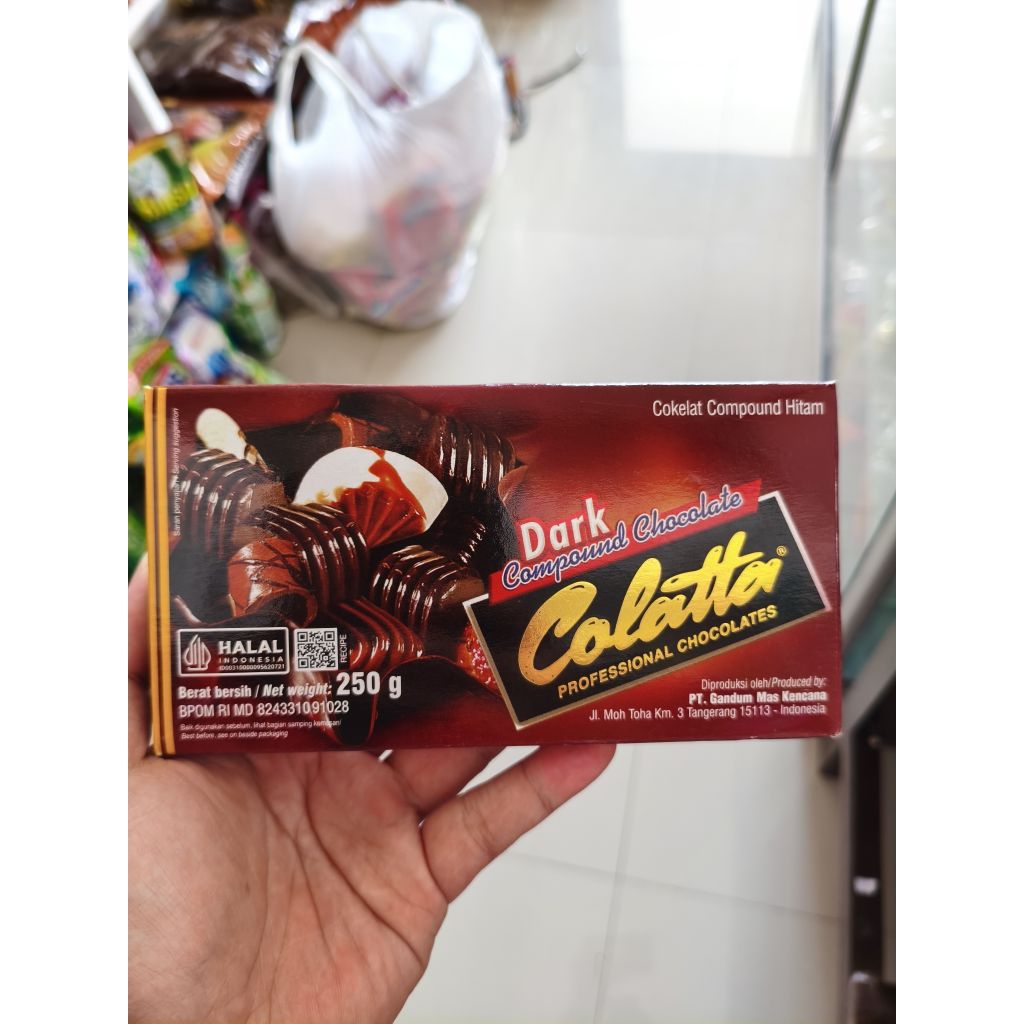 Cokelat Compound Hitam
Saran penyajian / Serving suggestion
Dark
Compound Chocolate
Colatta®
PROFESSIONAL CHOCOLATES
HALAL
INDONESIA
ID00310000095620721
RECIPE
Berat bersih / Net weight: 250 g
BPOM RI MD 824331091028
Baik digunakan sebelum, lihat bagian samping kemasan/
Best before, see on beside packaging
Diproduksi oleh/Produced by:
PT. Gandum Mas Kencana
Jl. Moh Toha Km. 3 Tangerang 15113 - Indonesia